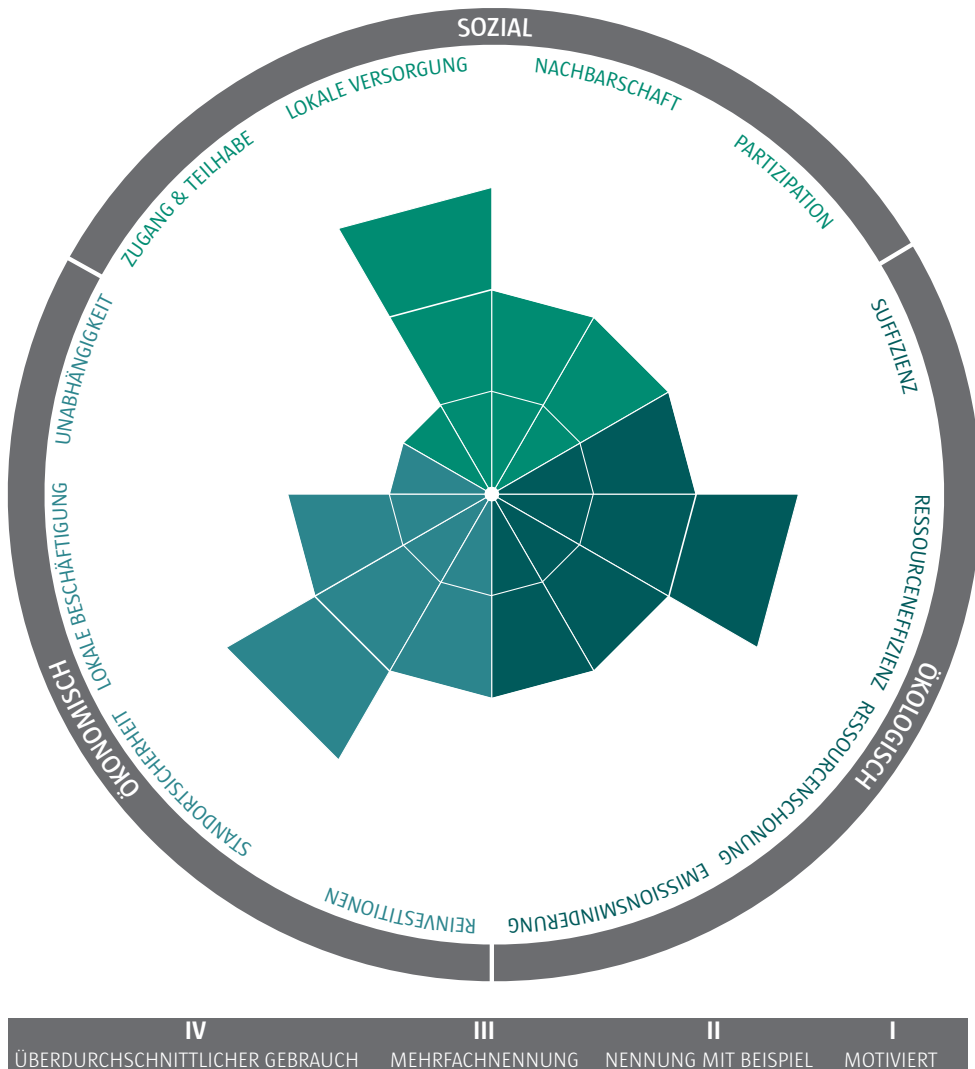 SOZIAL
LOKALE VERSORGUNG
NACHBARSCHAFT
ZUGANG & TEILHABE
PARTIZIPATION
UNABHÄNGIGKEIT
SUFFIZIENZ
LOKALE BESCHÄFTIGUNG
RESSOURCENEFFIZIENZ
ÖKONOMISCH
ÖKOLOGISCH
STANDORTSICHERHEIT
RESSOURCENSCHONUNG
REINVESTITIONEN
EMISSIONSMINDERUNG
IV III II I
ÜBERDURCHSCHNITTLICHER GEBRAUCH MEHRFACHNENNUNG NENNUNG MIT BEISPIEL MOTIVIERT